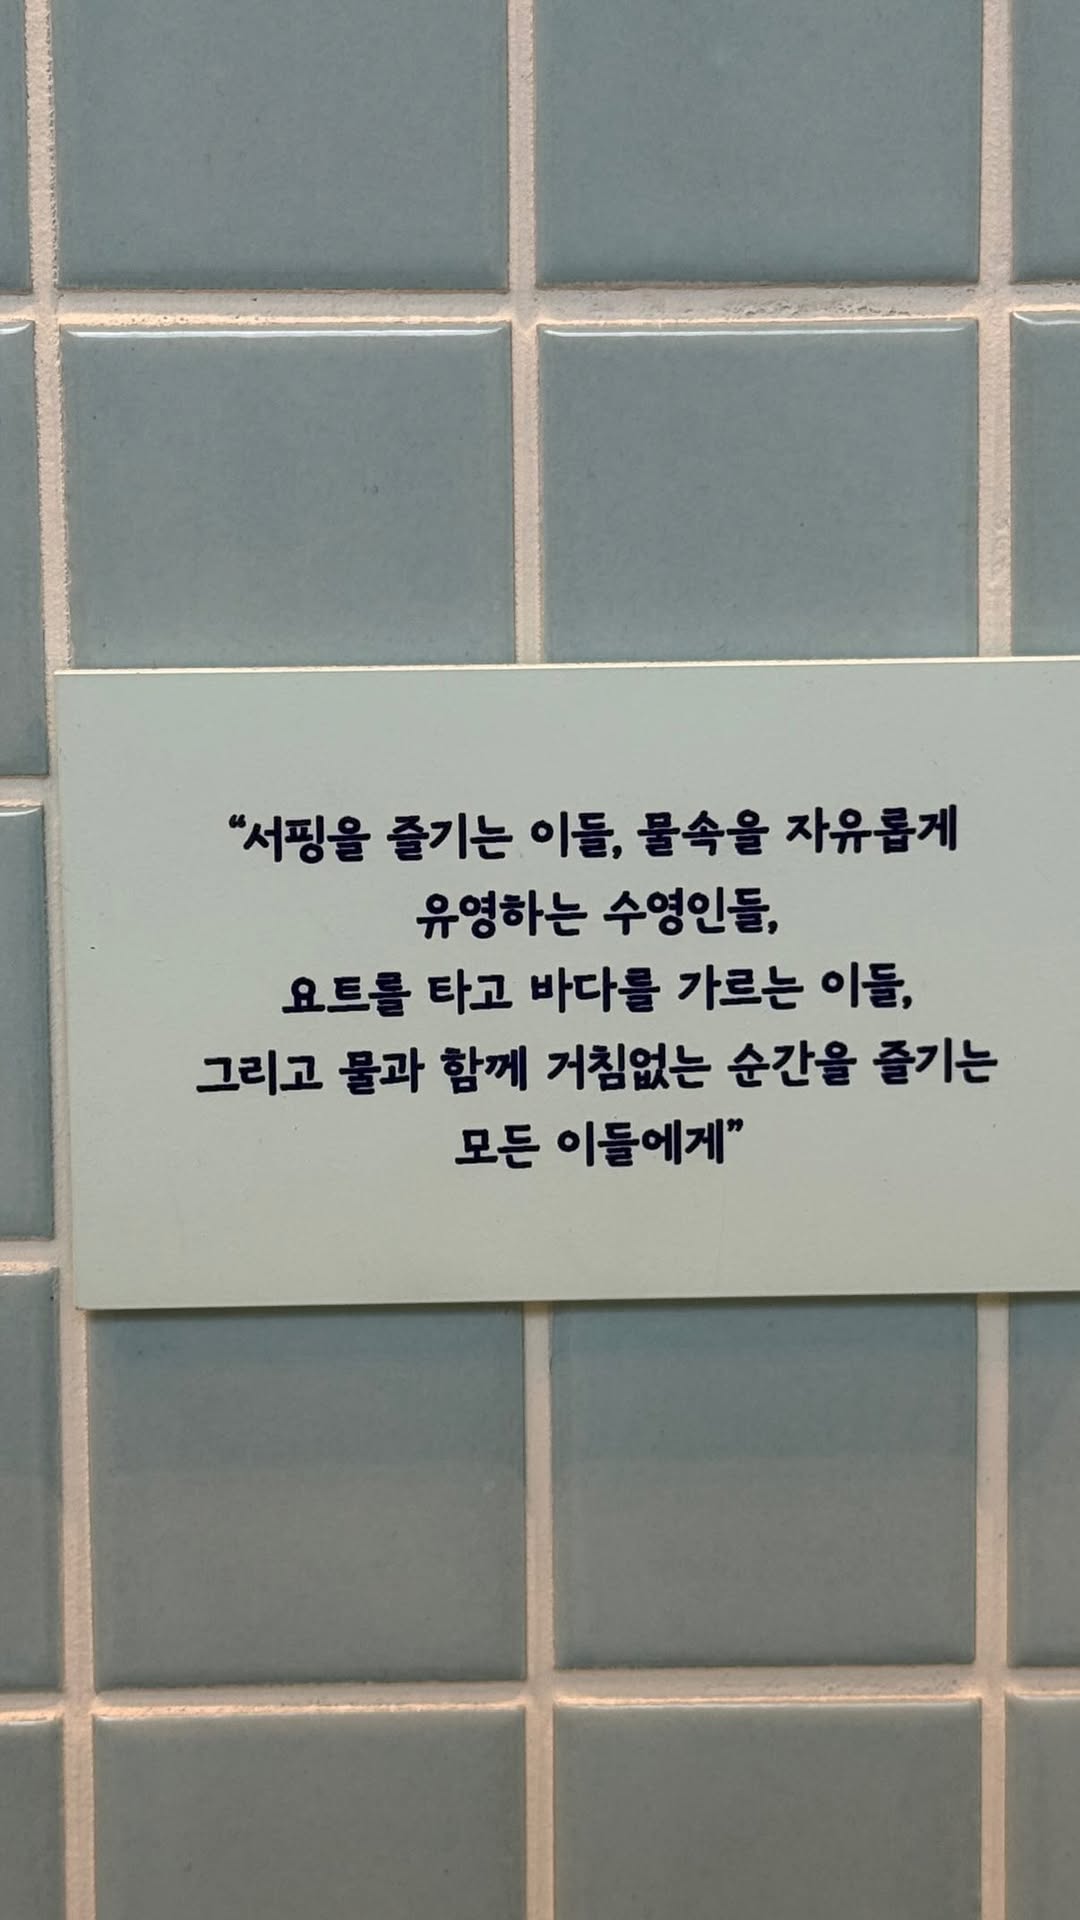 “서핑을 즐기는 이들, 물속을 자유롭게
유영하는 수영인들,
요트를 타고 바다를 가르는 이들,
그리고 물과 함께 거침없는 순간을 즐기는
모든 이들에게”